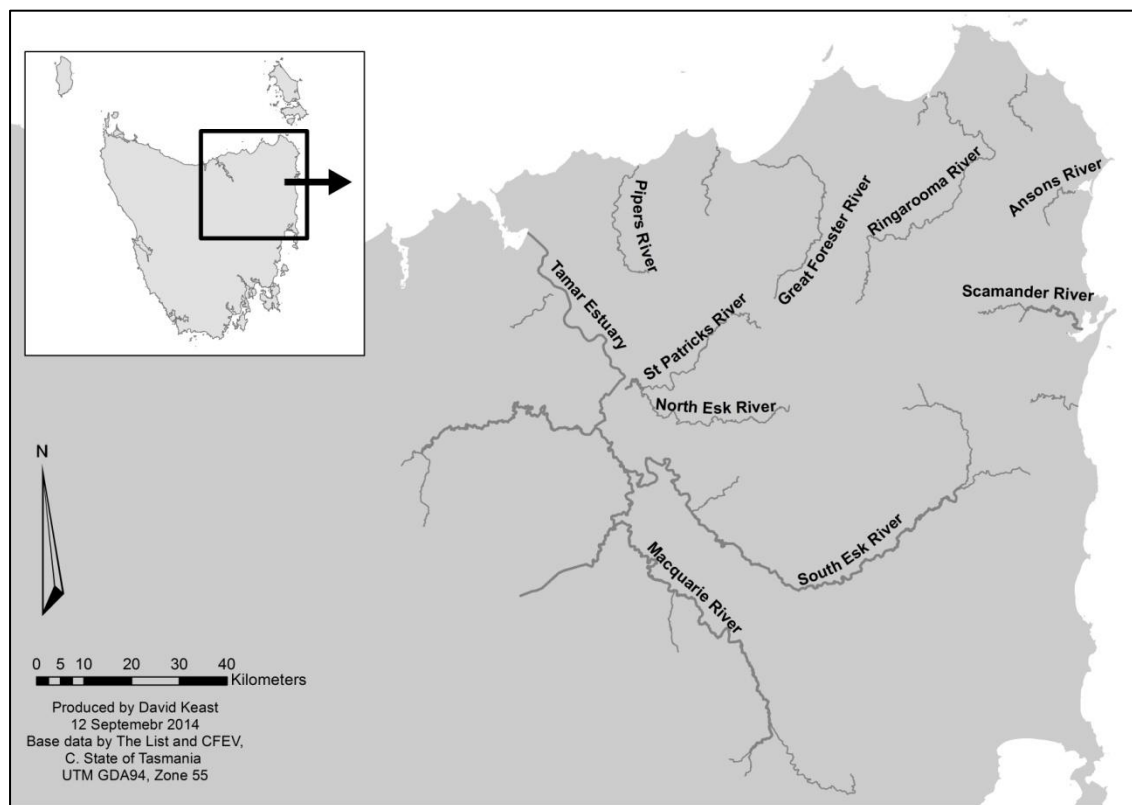 Pipers River
Ansons River
Ringarooma River
Great Forester River
Tamar Estuary
Scamander River
St Patricks River
North Esk River
South Esk River
Macquarie River
N
0 5 10 20 30 40
Kilometers
Produced by David Keast
12 Septemebr 2014
Base data by The List and CFEV,
C. State of Tasmania
UTM GDA94, Zone 55